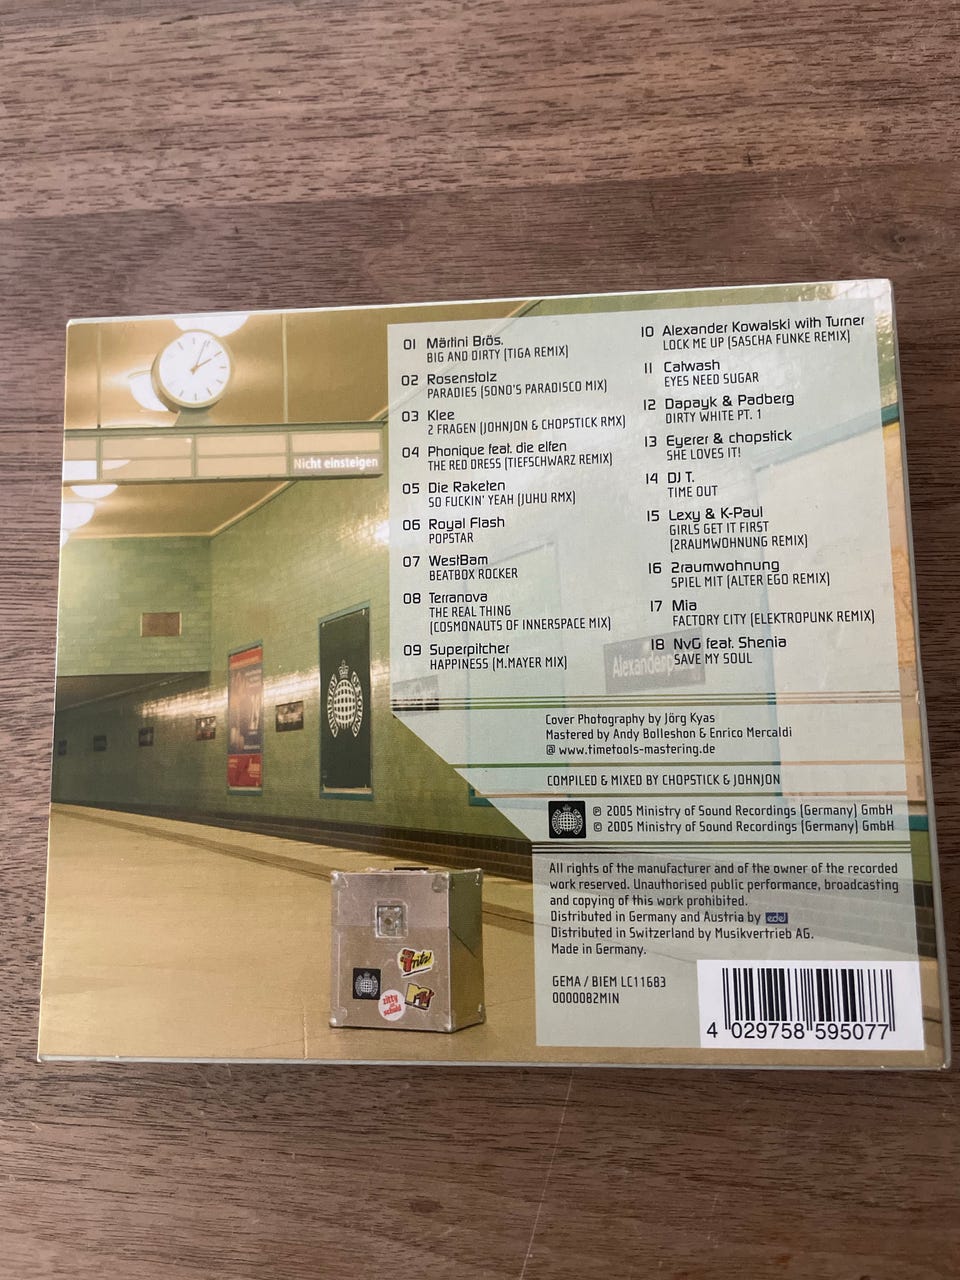 Nicht einsteigen
01 Märtini Brös.
BIG AND DIRTY (TIGA REMIX)
02 Rosenstolz
PARADIES (SONO'S PARADISCO MIX)
03 Klee
2 FRAGEN (JOHNJON & CHOPSTICK RMX)
04 Phonique feat. die elfen
THE RED DRESS (TIEFSCHWARZ REMIX)
05 Die Raketen
SO FUCKIN' YEAH (JUHU RMX)
06 Royal Flash
POPSTAR
07 WestBam
BEATBOX ROCKER
08 Terranova
THE REAL THING
(COSMONAUTS OF INNERSPACE MIX)
09 Superpitcher
HAPPINESS (M.MAYER MIX)
10 Alexander Kowalski with Turner
LOCK ME UP (SASCHA FUNKE REMIX)
11 Catwash
EYES NEED SUGAR
12 Dapayk & Padberg
DIRTY WHITE PT. 1
13 Eyerer & chopstick
SHE LOVES IT!
14 DJ T.
TIME OUT
15 Lexy & K-Paul
GIRLS GET IT FIRST
(2RAUMWOHNUNG REMIX)
16 2raumwohnung
SPIEL MIT (ALTER EGO REMIX)
17 Mia
FACTORY CITY (ELEKTROPUNK REMIX)
18 NvG feat. Shenia
SAVE MY SOUL
MINISTRY OF SOUND
Cover Photography by Jörg Kyas
Mastered by Andy Bolleshon & Enrico Mercaldi
@ www.timetools-mastering.de
COMPILED & MIXED BY CHOPSTICK & JOHNJON
℗ 2005 Ministry of Sound Recordings (Germany) GmbH
© 2005 Ministry of Sound Recordings (Germany) GmbH
All rights of the manufacturer and of the owner of the recorded
work reserved. Unauthorised public performance, broadcasting
and copying of this work prohibited.
Distributed in Germany and Austria by edel
Distributed in Switzerland by Musikvertrieb AG.
Made in Germany.
GEMA / BIEM LC11683
0000082MIN
4 029758 595077
Fritz
MTV
zitty